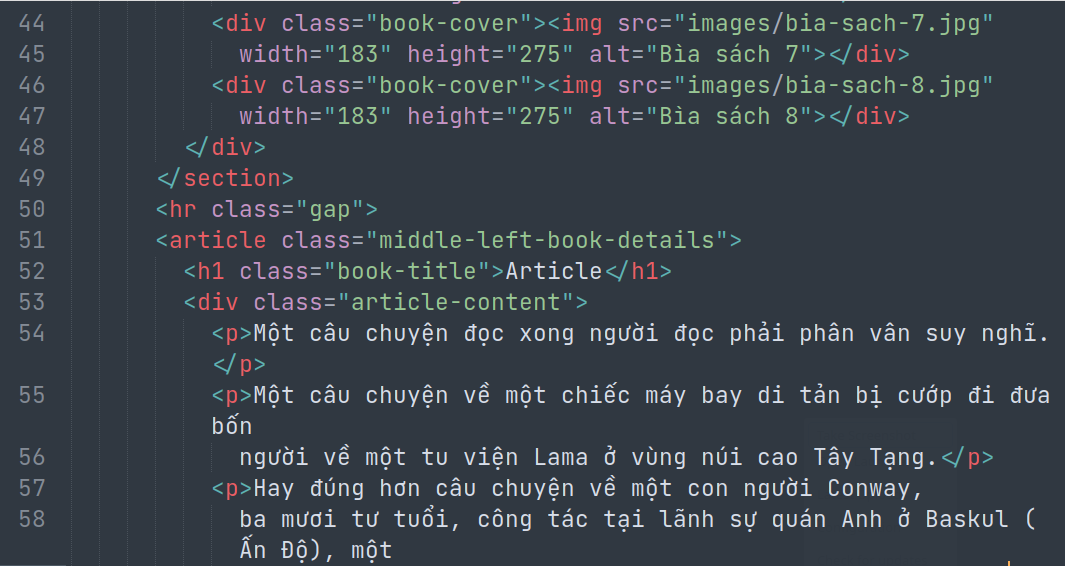 44 <div class="book-cover"><img src="images/bia-sach-7.jpg"
45 width="183" height="275" alt="Bìa sách 7"></div>
46 <div class="book-cover"><img src="images/bia-sach-8.jpg"
47 width="183" height="275" alt="Bìa sách 8"></div>
48 </div>
49 </section>
50 <hr class="gap">
51 <article class="middle-left-book-details">
52 <h1 class="book-title">Article</h1>
53 <div class="article-content">
54 <p>Một câu chuyện đọc xong người đọc phải phân vân suy nghĩ.
</p>
55 <p>Một câu chuyện về một chiếc máy bay di tản bị cướp đi đưa
bốn
56 người về một tu viện Lama ở vùng núi cao Tây Tạng.</p>
57 <p>Hay đúng hơn câu chuyện về một con người Conway,
58 ba mươi tư tuổi, công tác tại lãnh sự quán Anh ở Baskul (
Ấn Độ), một